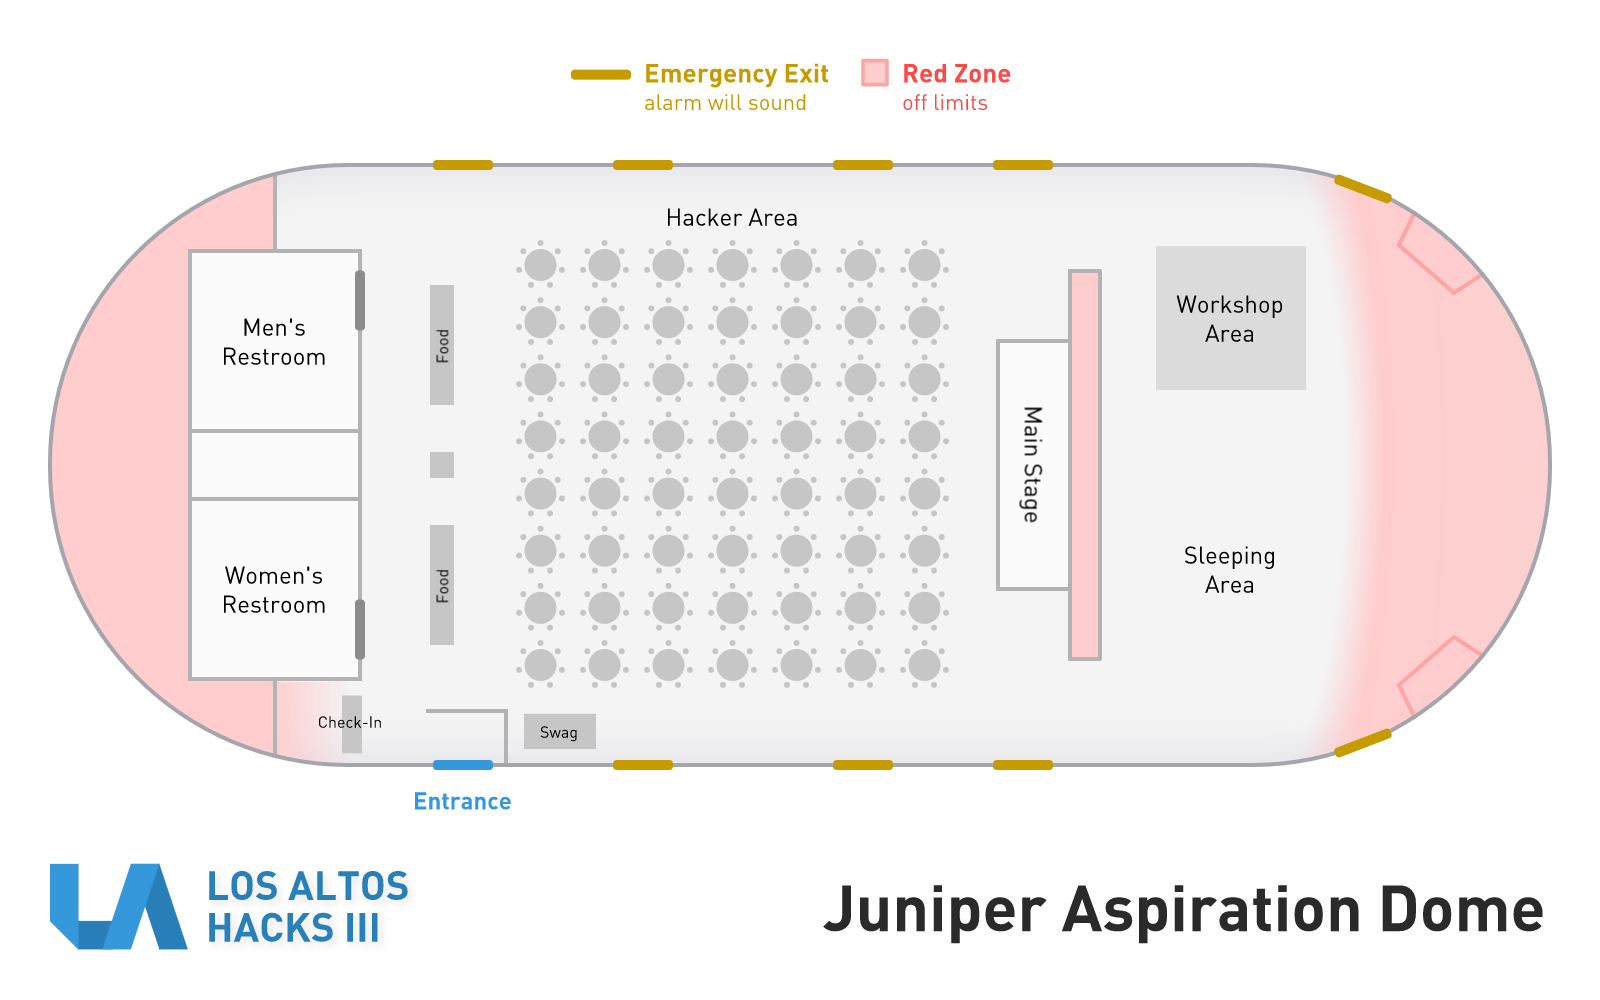 Emergency Exit
alarm will sound
Red Zone
off limits
Hacker Area
Men's
Restroom
Food
Workshop
Area
Main Stage
Women's
Restroom
Food
Sleeping
Area
Check-In
Swag
Entrance
LOS ALTOS
HACKS III
Juniper Aspiration Dome